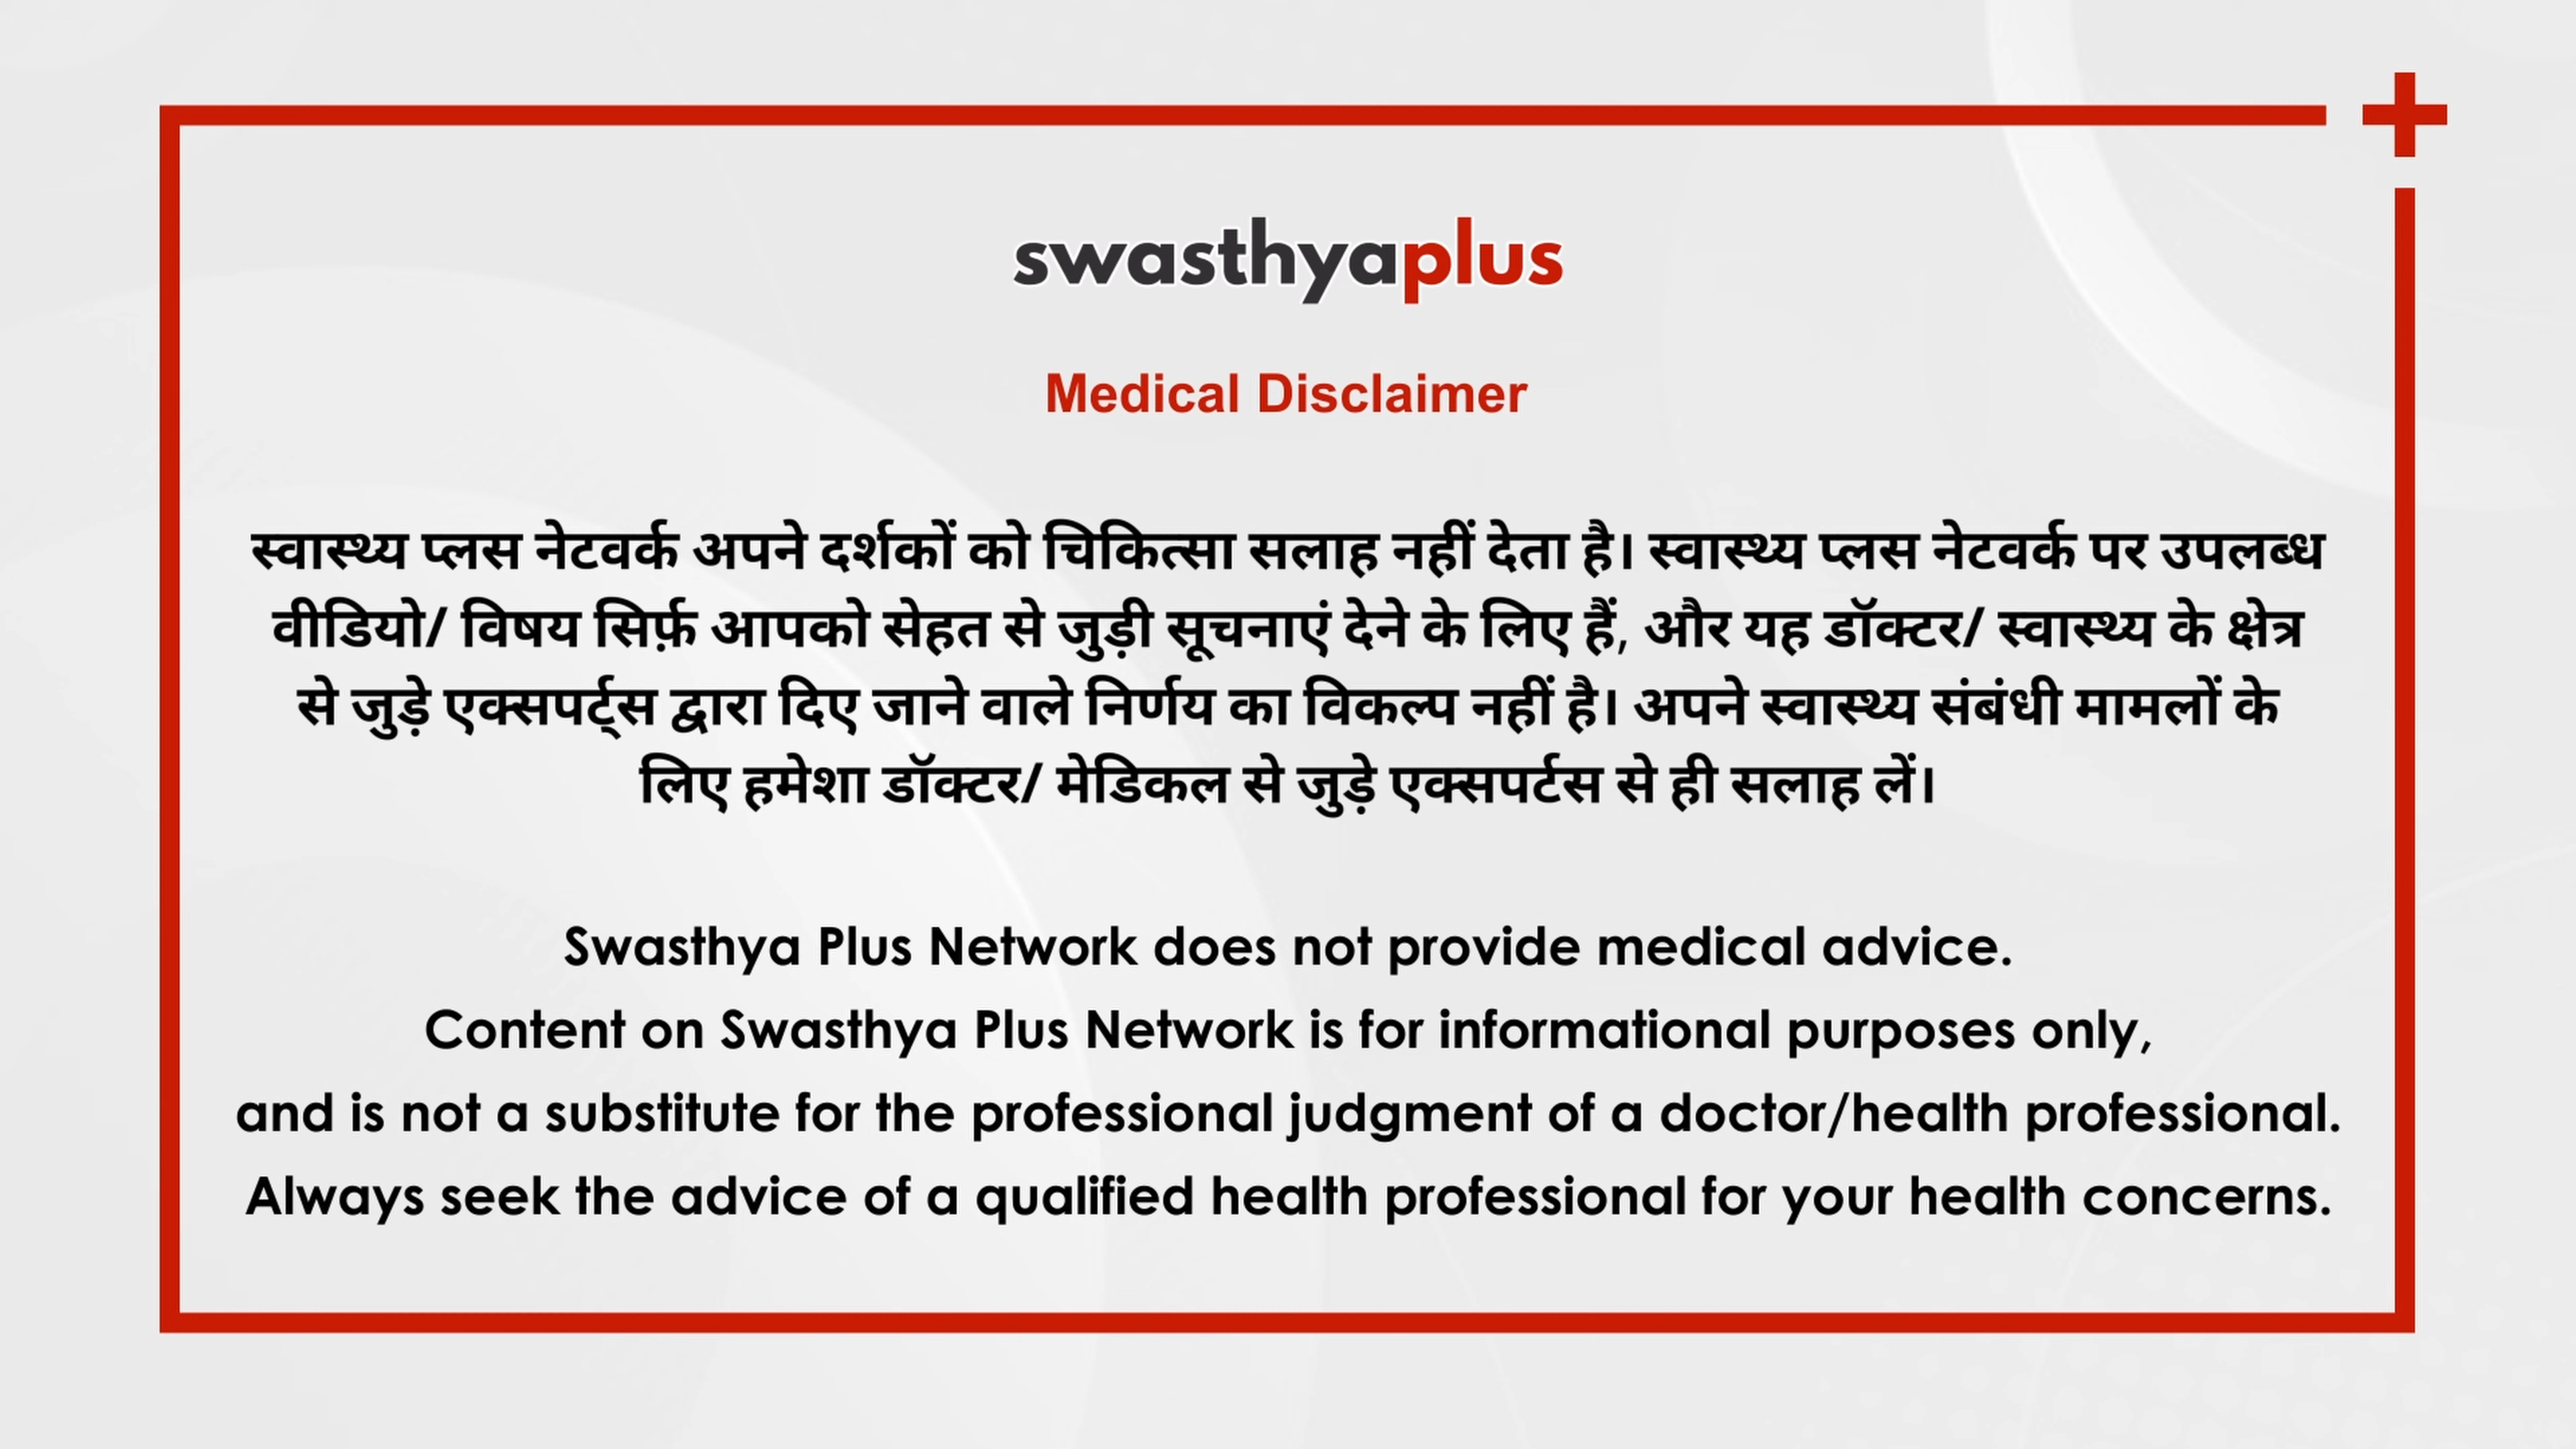 swasthyaplus
Medical Disclaimer
स्वास्थ्य प्लस नेटवर्क अपने दर्शकों को चिकित्सा सलाह नहीं देता है। स्वास्थ्य प्लस नेटवर्क पर उपलब्ध
वीडियो/ विषय सिर्फ़ आपको सेहत से जुड़ी सूचनाएं देने के लिए हैं, और यह डॉक्टर/ स्वास्थ्य के क्षेत्र
से जुड़े एक्सपर्ट्स द्वारा दिए जाने वाले निर्णय का विकल्प नहीं है। अपने स्वास्थ्य संबंधी मामलों के
लिए हमेशा डॉक्टर/ मेडिकल से जुड़े एक्सपर्टस से ही सलाह लें।
Swasthya Plus Network does not provide medical advice.
Content on Swasthya Plus Network is for informational purposes only,
and is not a substitute for the professional judgment of a doctor/health professional.
Always seek the advice of a qualified health professional for your health concerns.